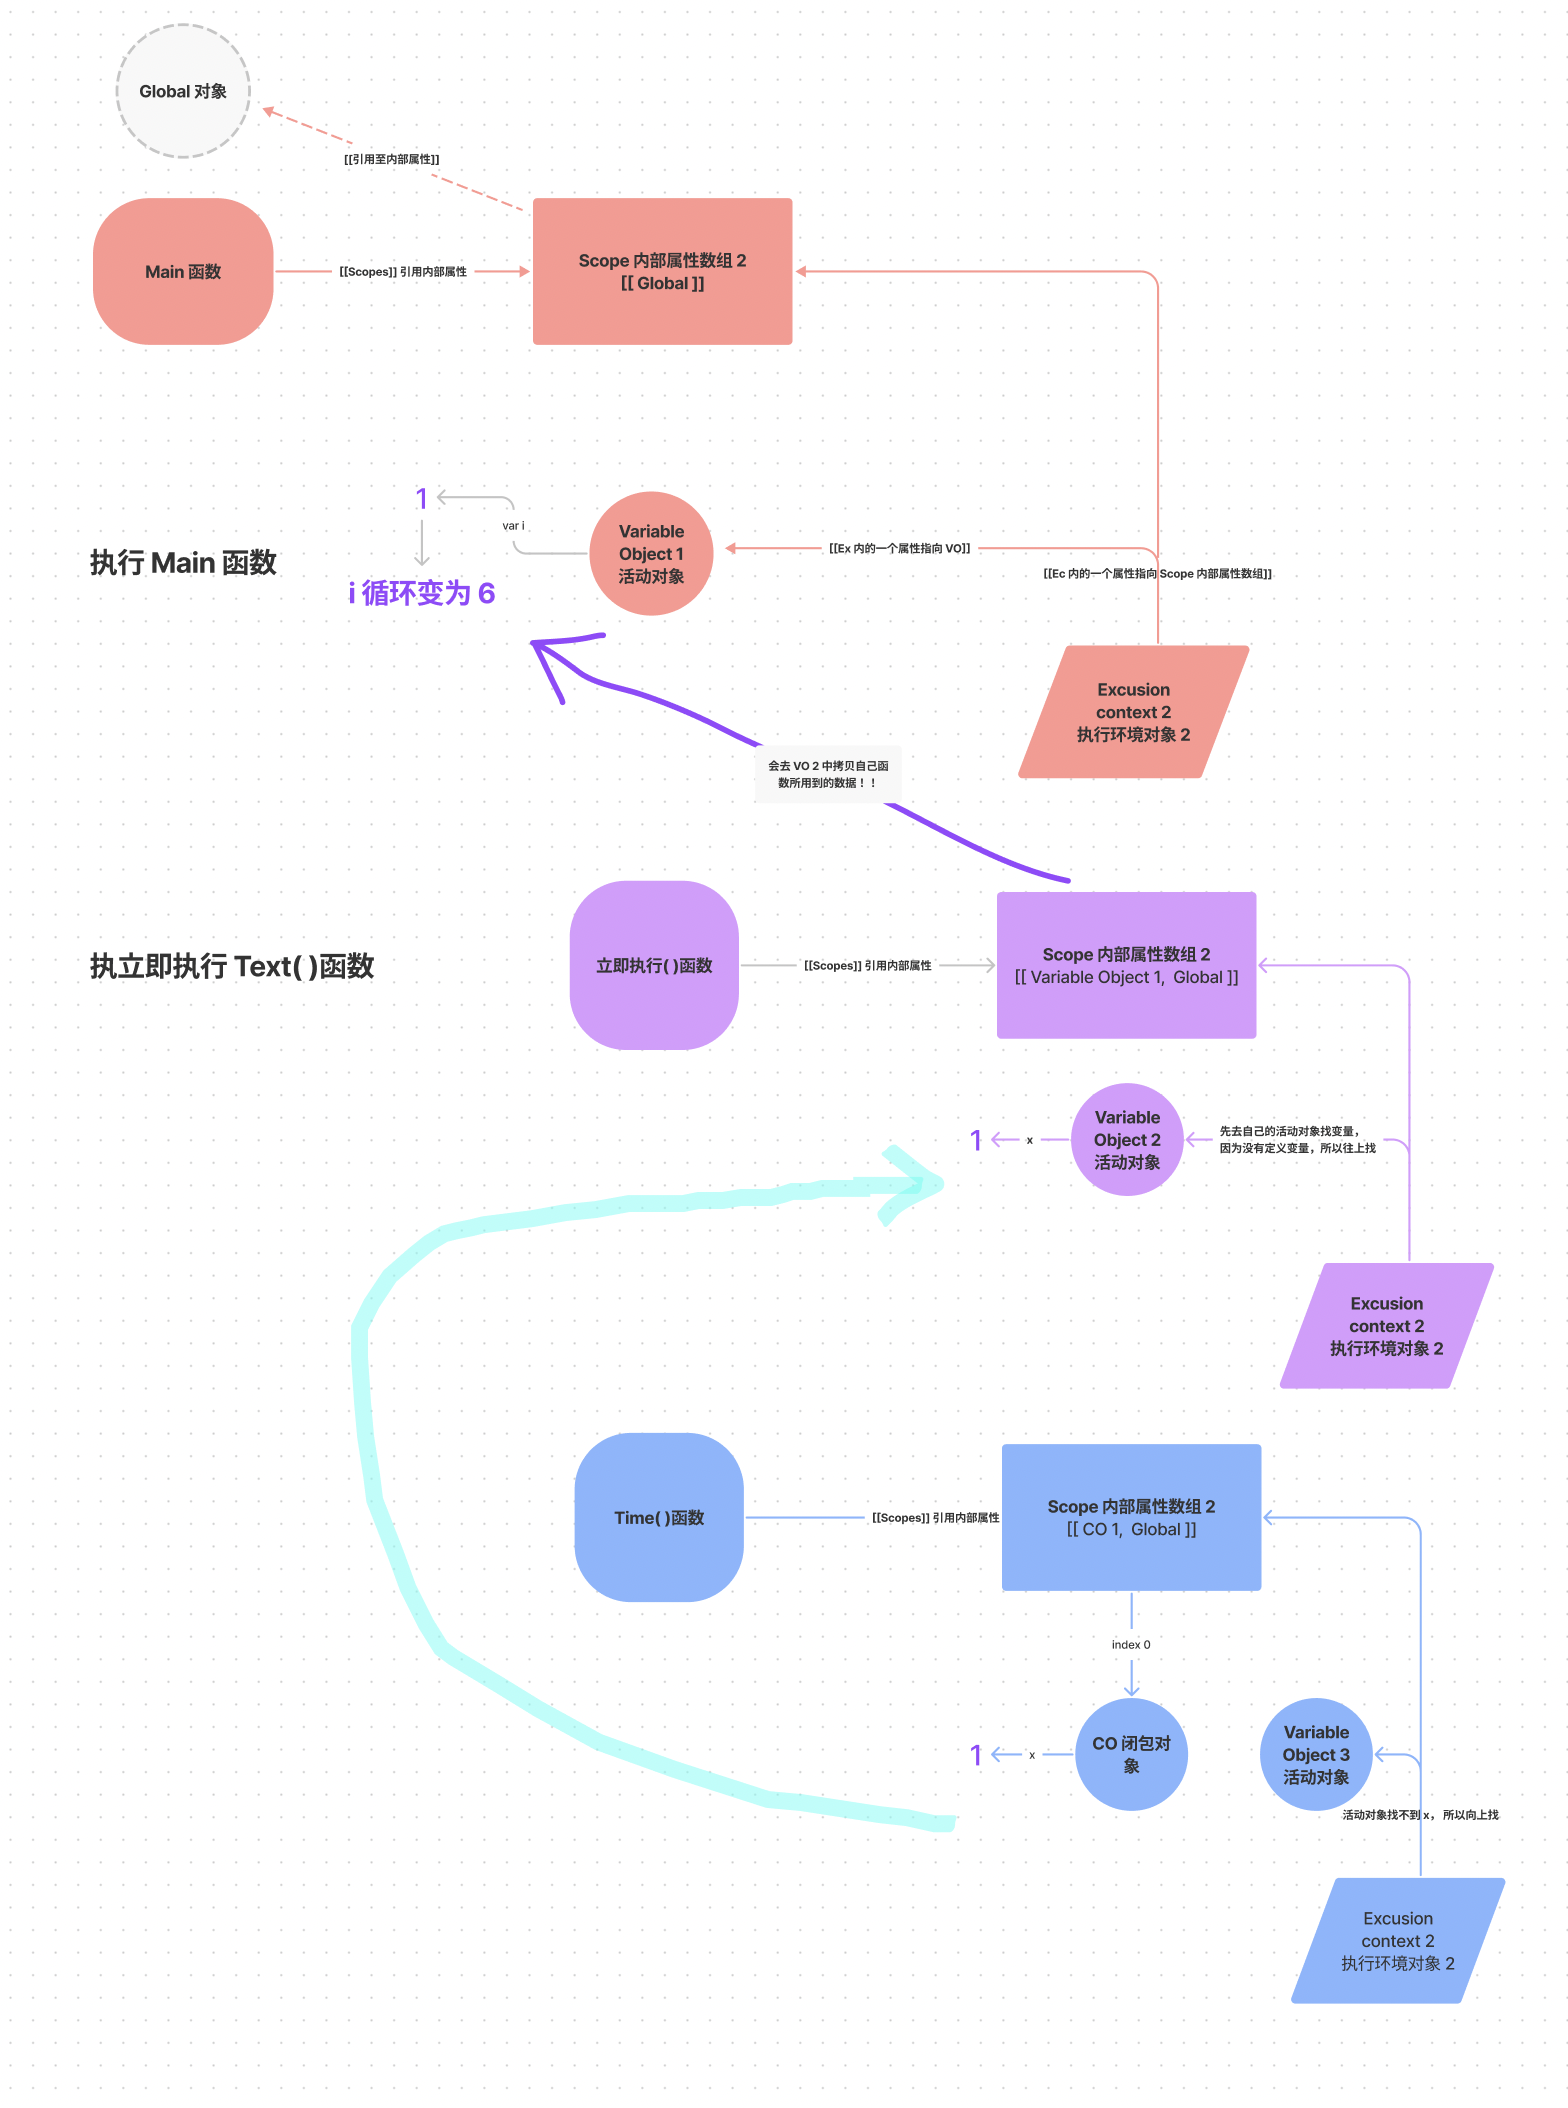 Global 对象
[[引用至内部属性]]
Main 函数
[[Scopes]] 引用内部属性
Scope 内部属性数组 2
[[ Global ]]
执行 Main 函数
1
var i
i 循环变为 6
Variable
Object 1
活动对象
[[Ex 内的一个属性指向 VO]]
[[Ec 内的一个属性指向 Scope 内部属性数组]]
Excusion
context 2
执行环境对象 2
会去 VO 2 中拷贝自己函
数所用到的数据！！
执立即执行 Text( )函数
立即执行( )函数
[[Scopes]] 引用内部属性
Scope 内部属性数组 2
[[ Variable Object 1,  Global ]]
1
x
Variable
Object 2
活动对象
先去自己的活动对象找变量，
因为没有定义变量，所以往上找
Excusion
context 2
执行环境对象 2
Time( )函数
[[Scopes]] 引用内部属性
Scope 内部属性数组 2
[[ CO 1,  Global ]]
index 0
1
x
CO 闭包对
象
Variable
Object 3
活动对象
活动对象找不到 x， 所以向上找
Excusion
context 2
执行环境对象 2